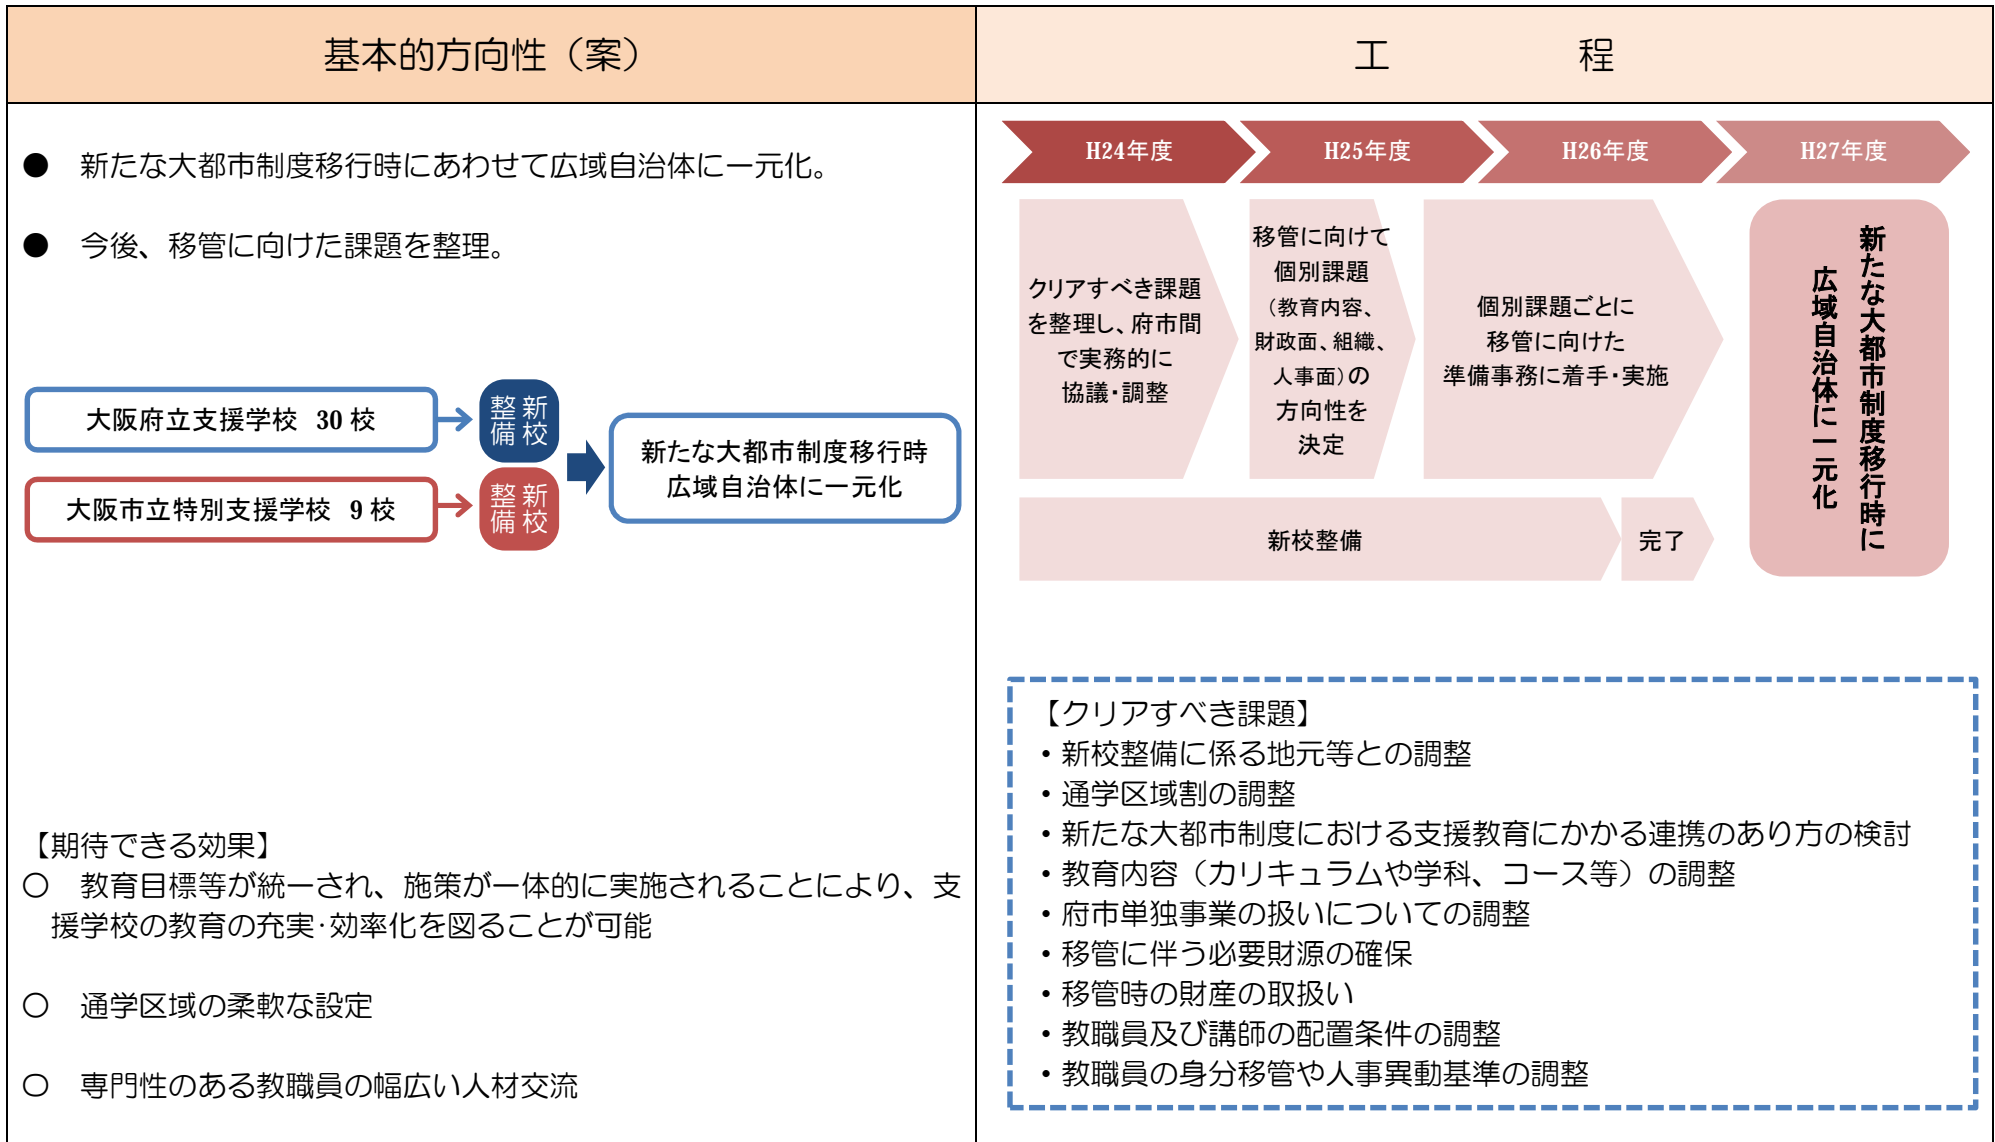 基本的方向性（案）
● 新たな大都市制度移行時にあわせて広域自治体に一元化。
● 今後、移管に向けた課題を整理。
大阪府立支援学校 30 校
新校
整備
大阪市立特別支援学校 9 校
新校
整備
新たな大都市制度移行時
広域自治体に一元化
【期待できる効果】
○ 教育目標等が統一され、施策が一体的に実施されることにより、支
援学校の教育の充実・効率化を図ることが可能
○ 通学区域の柔軟な設定
○ 専門性のある教職員の幅広い人材交流
工 程
H24年度
H25年度
H26年度
H27年度
クリアすべき課題
を整理し、府市間
で実務的に
協議・調整
移管に向けて
個別課題
（教育内容、
財政面、組織、
人事面）の
方向性を
決定
個別課題ごとに
移管に向けた
準備事務に着手・実施
新校整備
完了
新たな大都市制度移行時に
広域自治体に一元化
【クリアすべき課題】
・新校整備に係る地元等との調整
・通学区域割の調整
・新たな大都市制度における支援教育にかかる連携のあり方の検討
・教育内容（カリキュラムや学科、コース等）の調整
・府市単独事業の扱いについての調整
・移管に伴う必要財源の確保
・移管時の財産の取扱い
・教職員及び講師の配置条件の調整
・教職員の身分移管や人事異動基準の調整